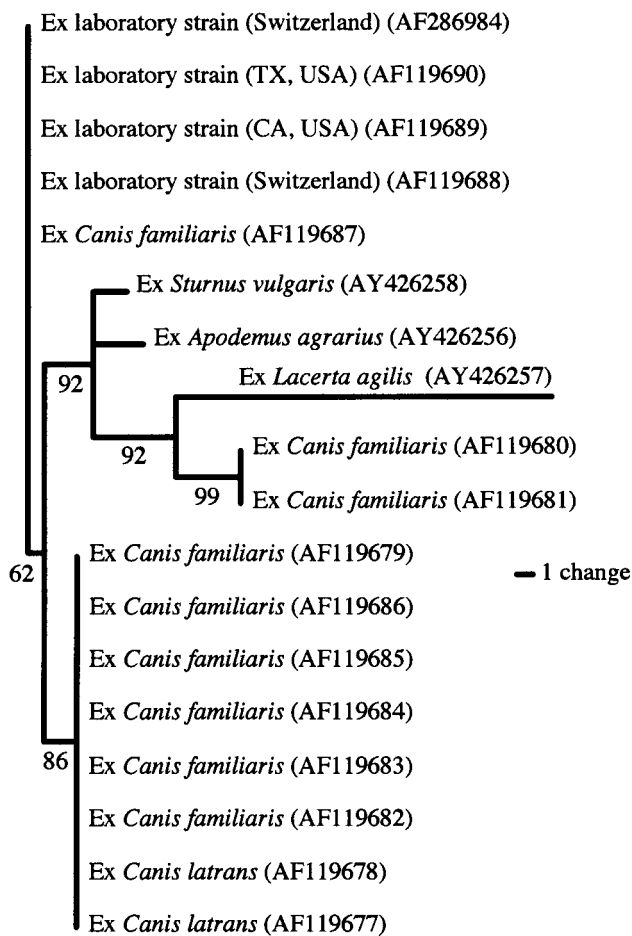 Ex laboratory strain (Switzerland) (AF286984)
Ex laboratory strain (TX, USA) (AF119690)
Ex laboratory strain (CA, USA) (AF119689)
Ex laboratory strain (Switzerland) (AF119688)
Ex Canis familiaris (AF119687)
Ex Sturnus vulgaris (AY426258)
Ex Apodemus agrarius (AY426256)
Ex Lacerta agilis (AY426257)
92
Ex Canis familiaris (AF119680)
92
99
Ex Canis familiaris (AF119681)
Ex Canis familiaris (AF119679)
62
1 change
Ex Canis familiaris (AF119686)
Ex Canis familiaris (AF119685)
Ex Canis familiaris (AF119684)
86
Ex Canis familiaris (AF119683)
Ex Canis familiaris (AF119682)
Ex Canis latrans (AF119678)
Ex Canis latrans (AF119677)